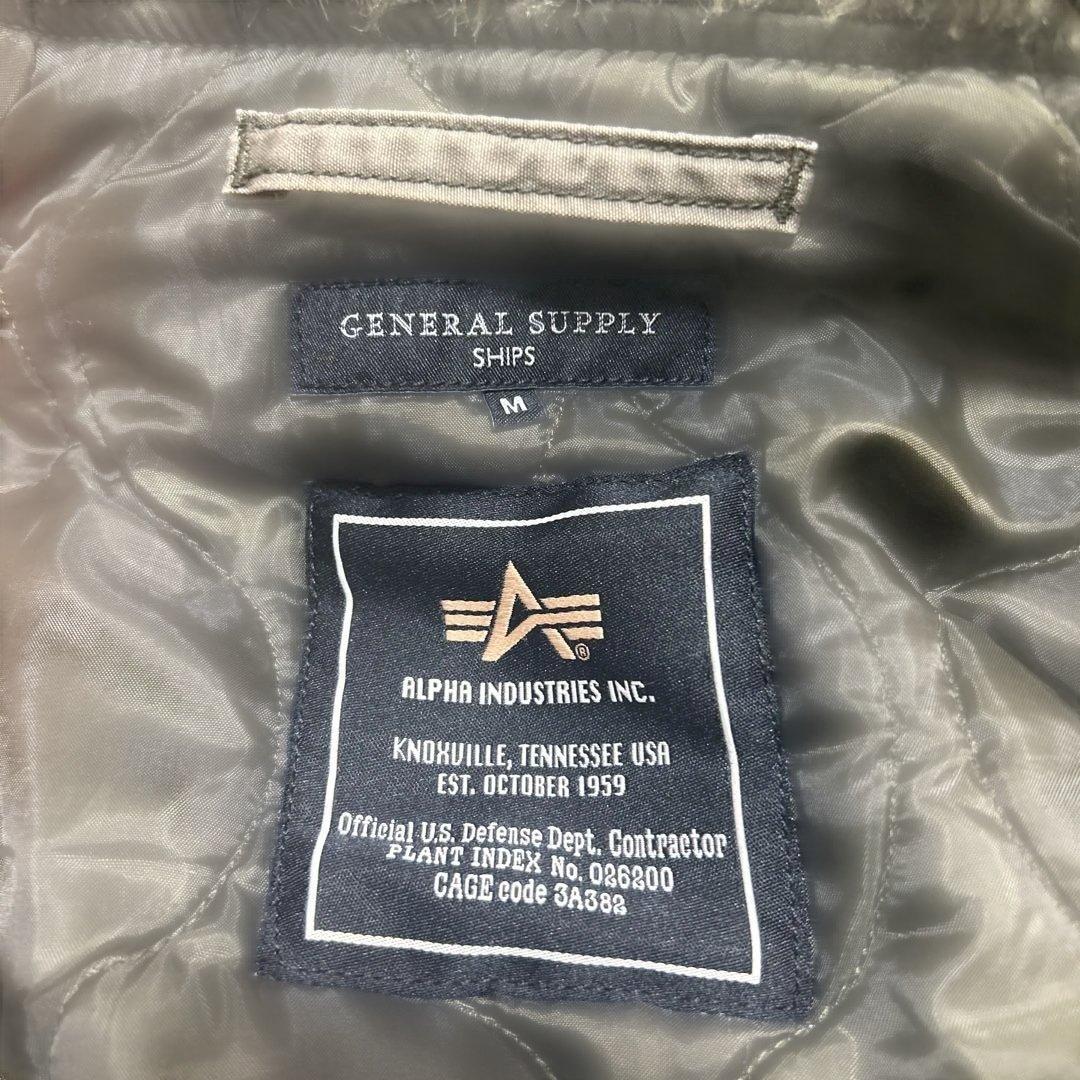 GENERAL SUPPLY
SHIPS
M
®
ALPHA INDUSTRIES INC.
KNOXVILLE, TENNESSEE USA
EST. OCTOBER 1959
Official U.S. Defense Dept. Contractor
PLANT INDEX No. 026200
CAGE code 3A382